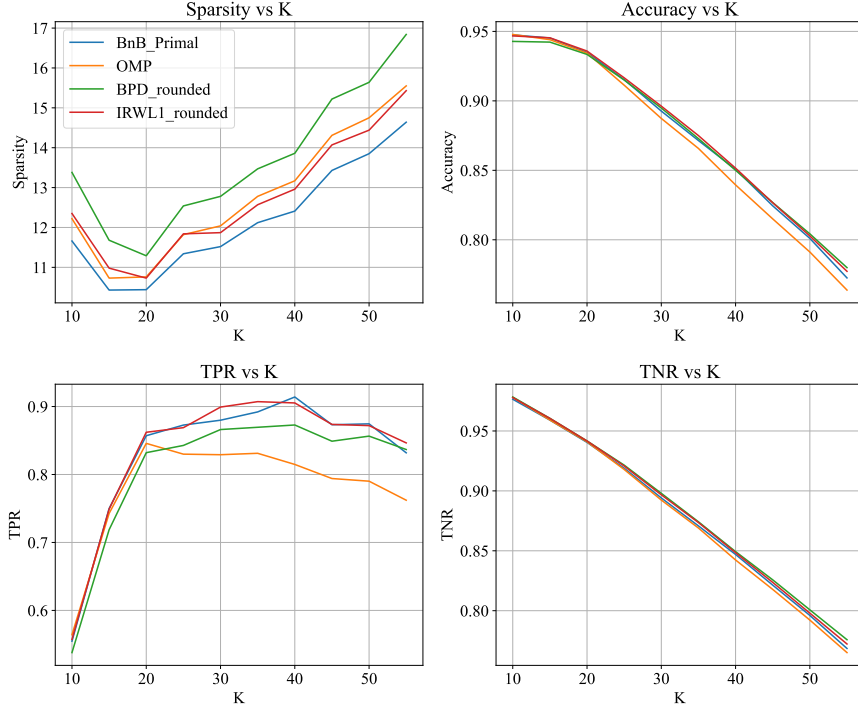 Sparsity vs K
17
16
15
14
13
12
11
Sparsity
BnB_Primal
OMP
BPD_rounded
IRWL1_rounded
10 20 30 40 50
K
Accuracy vs K
0.95
0.90
0.85
0.80
Accuracy
10 20 30 40 50
K
TPR vs K
0.9
0.8
0.7
0.6
TPR
10 20 30 40 50
K
TNR vs K
0.95
0.90
0.85
0.80
TNR
10 20 30 40 50
K